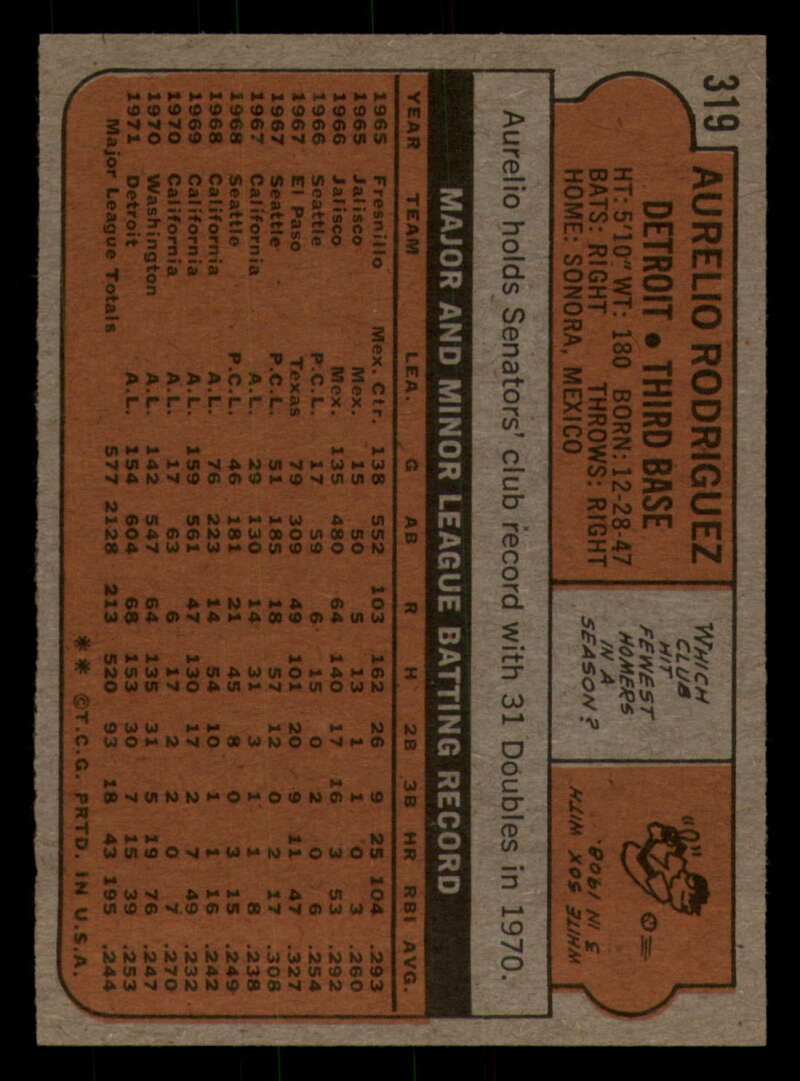 319
AURELIO RODRIGUEZ
DETROIT • THIRD BASE
HT: 5'10" WT: 180 BORN: 12-28-47
BATS: RIGHT THROWS: RIGHT
HOME: SONORA, MEXICO
WHICH
CLUB
HIT
FEWEST
HOMERS
IN A
SEASON?
"O"
WHITE SOX WITH
3 IN 1908.
Aurelio holds Senators' club record with 31 Doubles in 1970.
MAJOR AND MINOR LEAGUE BATTING RECORD
YEAR TEAM LEA. G AB R H 2B 3B HR RBI AVG.
1965 Fresnillo Mex. Ctr. 138 552 103 162 26 9 25 104 .293
1965 Jalisco Mex. 15 50 5 13 1 1 0 3 .260
1966 Jalisco Mex. 135 480 64 140 17 16 3 53 .292
1966 Seattle P.C.L. 17 59 6 15 0 2 0 6 .254
1967 El Paso Texas 79 309 49 101 20 9 11 47 .327
1967 Seattle P.C.L. 51 185 18 57 12 0 2 17 .308
1967 California A.L. 29 130 14 31 3 1 1 8 .238
1968 Seattle P.C.L. 46 181 21 45 8 0 3 15 .249
1968 California A.L. 76 223 14 54 10 1 1 16 .242
1969 California A.L. 159 561 47 130 17 2 7 49 .232
1970 California A.L. 17 63 6 17 2 2 0 7 .270
1970 Washington A.L. 142 547 64 135 31 5 19 76 .247
1971 Detroit A.L. 154 604 68 153 30 7 15 39 .253
Major League Totals 577 2128 213 520 93 18 43 195 .244
** ©T.C.G. PRTD. IN U.S.A.